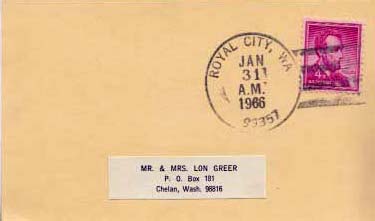 ROYAL CITY, WA
JAN
31
A.M.
1966
99357
4¢
MR. & MRS. LON GREER
P. O. Box 181
Chelan, Wash. 98816